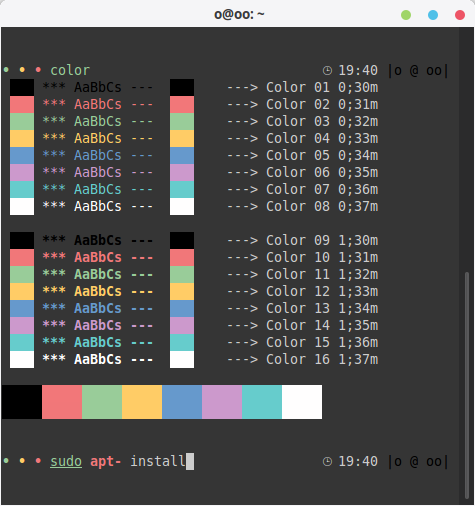 o@oo: ~
• • • color 19:40 |o @ oo|
*** AaBbCs --- ---> Color 01 0;30m
*** AaBbCs --- ---> Color 02 0;31m
*** AaBbCs --- ---> Color 03 0;32m
*** AaBbCs --- ---> Color 04 0;33m
*** AaBbCs --- ---> Color 05 0;34m
*** AaBbCs --- ---> Color 06 0;35m
*** AaBbCs --- ---> Color 07 0;36m
*** AaBbCs --- ---> Color 08 0;37m
*** AaBbCs --- ---> Color 09 1;30m
*** AaBbCs --- ---> Color 10 1;31m
*** AaBbCs --- ---> Color 11 1;32m
*** AaBbCs --- ---> Color 12 1;33m
*** AaBbCs --- ---> Color 13 1;34m
*** AaBbCs --- ---> Color 14 1;35m
*** AaBbCs --- ---> Color 15 1;36m
*** AaBbCs --- ---> Color 16 1;37m
• • • sudo apt- install 19:40 |o @ oo|